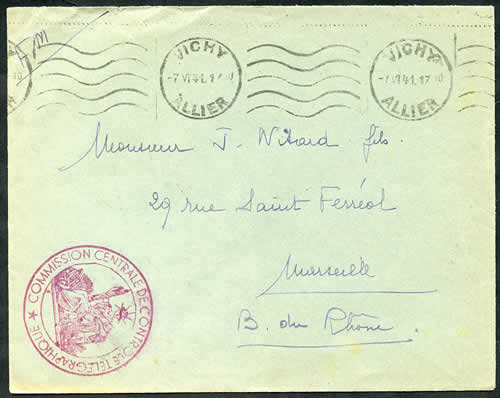 F.M
VICHY
-7 VI 41. 17
ALLIER
VICHY
-7 VI 41. 17
ALLIER
Monsieur J. Nitard fils.
29 rue Saint Ferréol
Marseille
B. du Rhône.
COMMISSION CENTRALE DE CONTRÔLE TÉLÉGRAPHIQUE ★